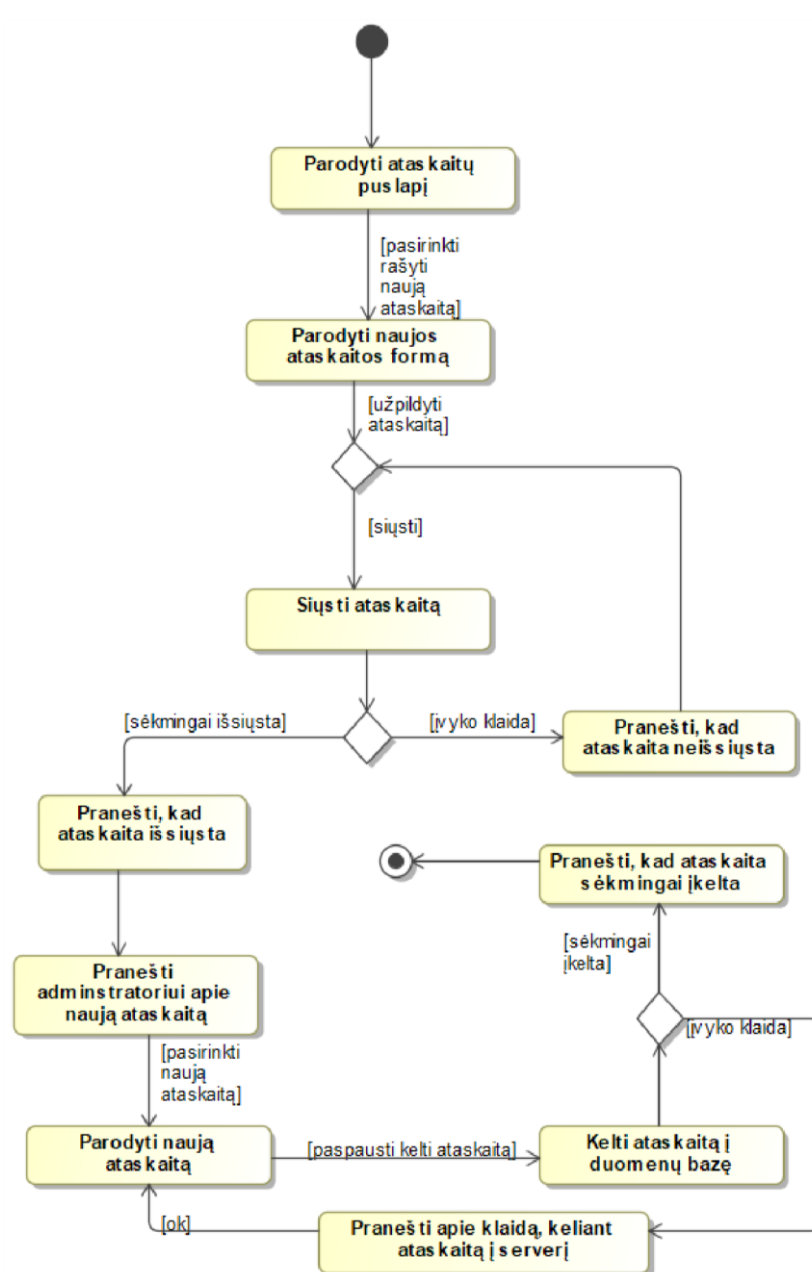 Parodyti ataskaitų
puslapį
[pasirinkti
rašyti
naują
ataskaitą]
Parodyti naujos
ataskaitos formą
[užpildyti
ataskaitą]
[siųsti]
Siųsti ataskaitą
[sėkmingai išsiųsta]
[įvyko klaida]
Pranešti, kad
ataskaita neišsiųsta
Pranešti, kad
ataskaita išsiųsta
Pranešti, kad ataskaita
sėkmingai įkelta
[sėkmingai
įkelta]
Pranešti
adminstratoriui apie
naują ataskaitą
[įvyko klaida]
[pasirinkti
naują
ataskaitą]
Parodyti naują
ataskaitą
[paspausti kelti ataskaitą]
Kelti ataskaitą į
duomenų bazę
[ok]
Pranešti apie klaidą, keliant
ataskaitą į serverį